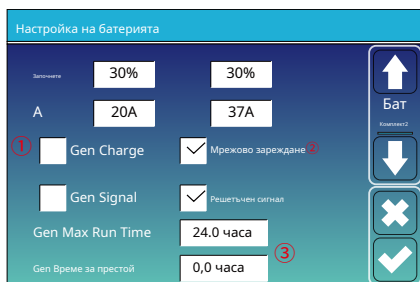 Настройка на батерията
Започнете 30% 30%
A 20A 37A
① Gen Charge Мрежово зареждане ②
Gen Signal Решетъчен сигнал
Gen Max Run Time 24.0 часа
③
Gen Време за престой 0,0 часа
Бат
Комплект2